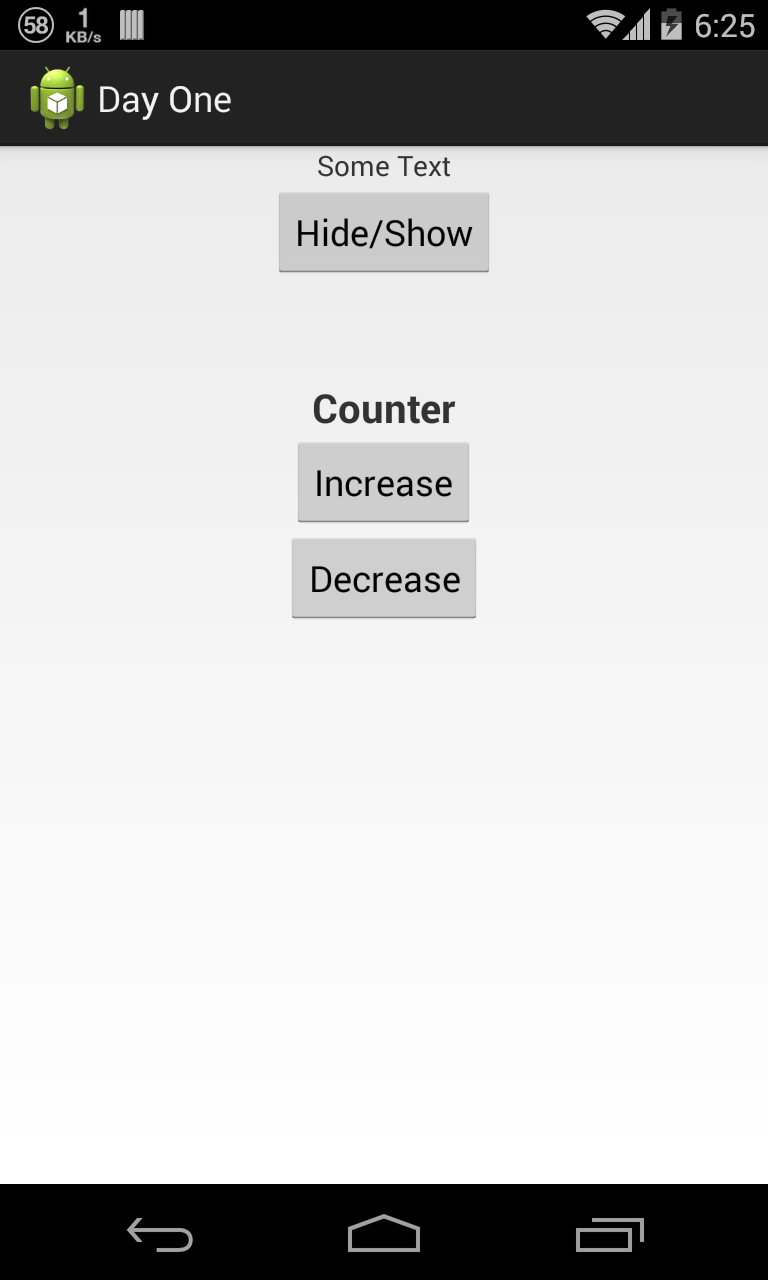 58 1 KB/s 6:25
Day One
Some Text
Hide/Show
Counter
Increase
Decrease